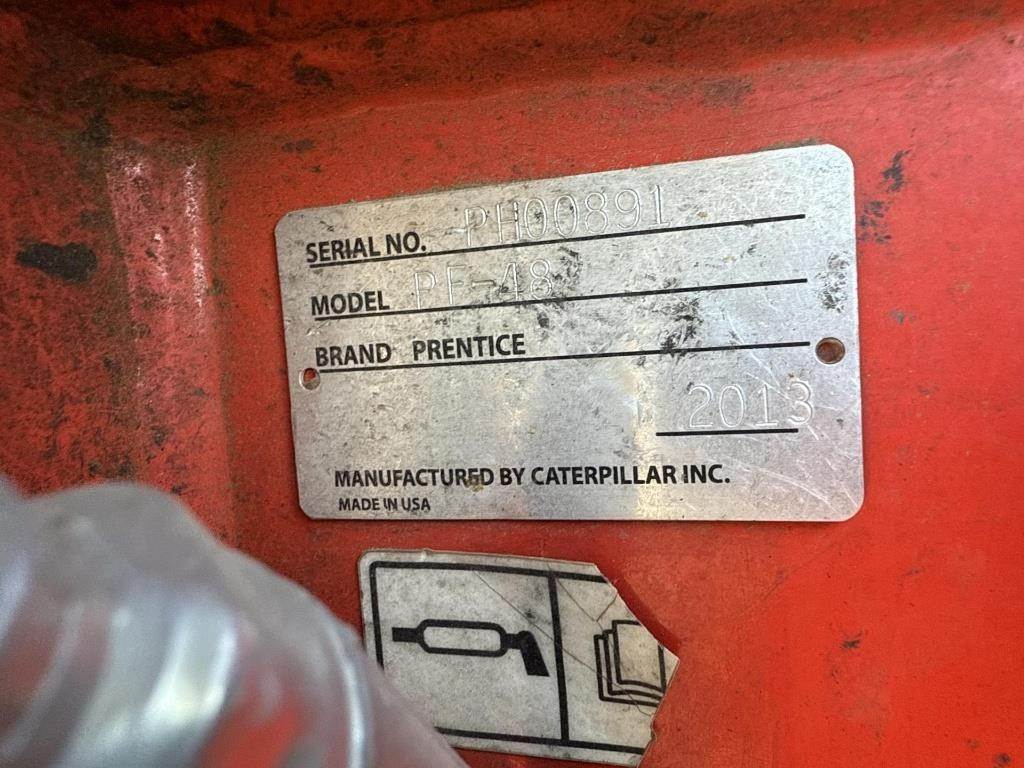 SERIAL NO. PH00891
MODEL PF-48
BRAND PRENTICE
2013
MANUFACTURED BY CATERPILLAR INC.
MADE IN USA